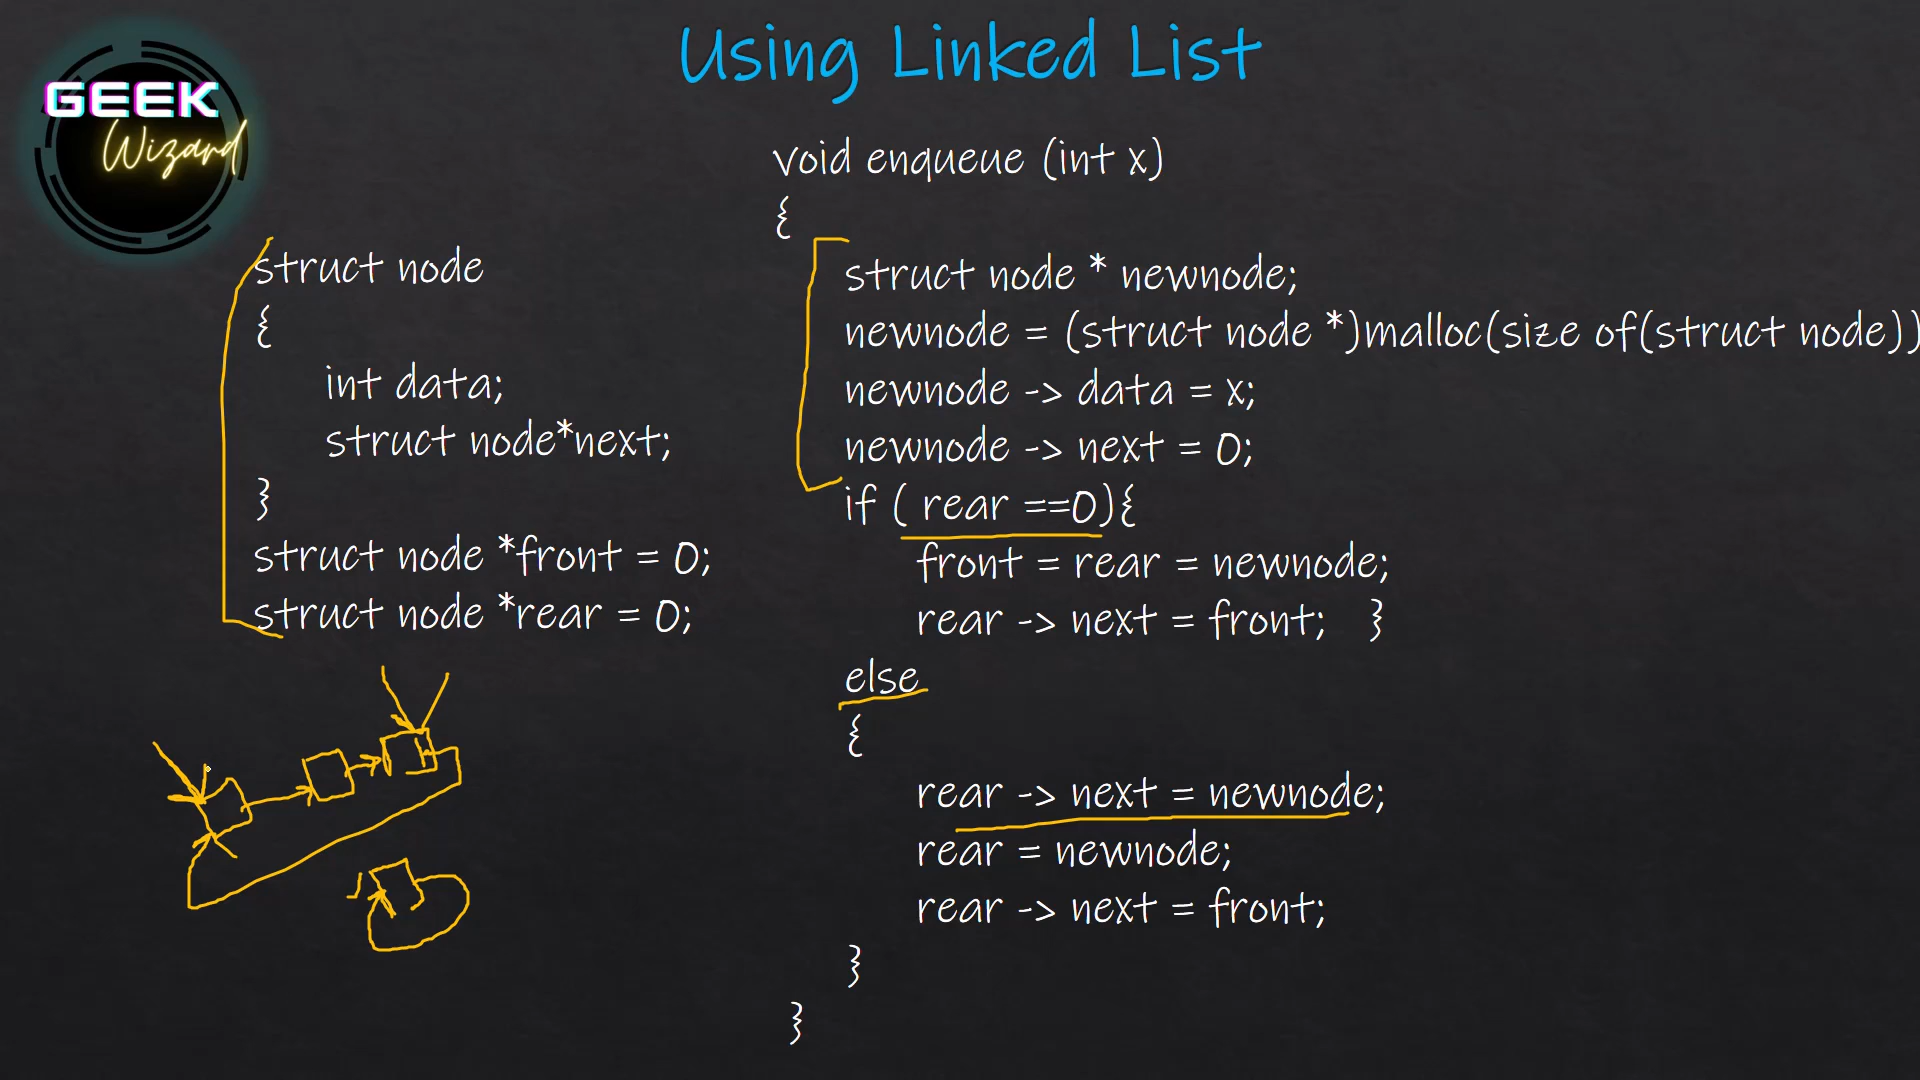 Using Linked List
GEEK
Wizard
struct node
{
int data;
struct node*next;
}
struct node *front = 0;
struct node *rear = 0;
void enqueue (int x)
{
struct node * newnode;
newnode = (struct node *)malloc(size of(struct node))
newnode -> data = x;
newnode -> next = 0;
if ( rear ==0){
front = rear = newnode;
rear -> next = front; }
else
{
rear -> next = newnode;
rear = newnode;
rear -> next = front;
}
}